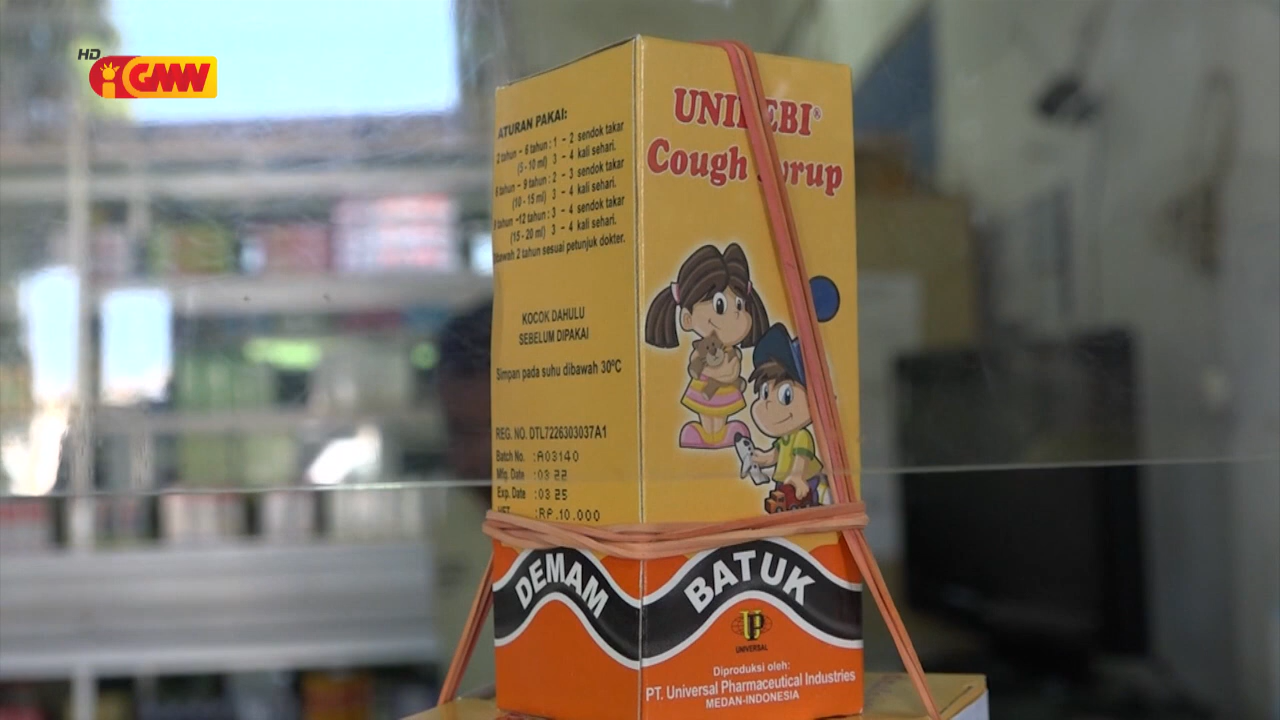 HD
GMW
ATURAN PAKAI:
2 tahun – 6 tahun : 1 – 2 sendok takar
(5 - 10 ml) 3 – 4 kali sehari.
tahun – 9 tahun : 2 – 3 sendok takar
(10 - 15 ml) 3 – 4 kali sehari.
tahun –12 tahun : 3 – 4 sendok takar
(15 - 20 ml) 3 – 4 kali sehari.
2 tahun sesuai petunjuk dokter.
KOCOK DAHULU
SEBELUM DIPAKAI
Simpan pada suhu dibawah 30ºC
REG. NO. DTL7226303037A1
Batch No. : A03140
Mfg. Date : 03 22
Exp. Date : 03 25
: RP. 10.000
Cough
DEMAM
BATUK
UP
UNIVERSAL
Diproduksi oleh:
PT. Universal Pharmaceutical Industries
MEDAN-INDONESIA